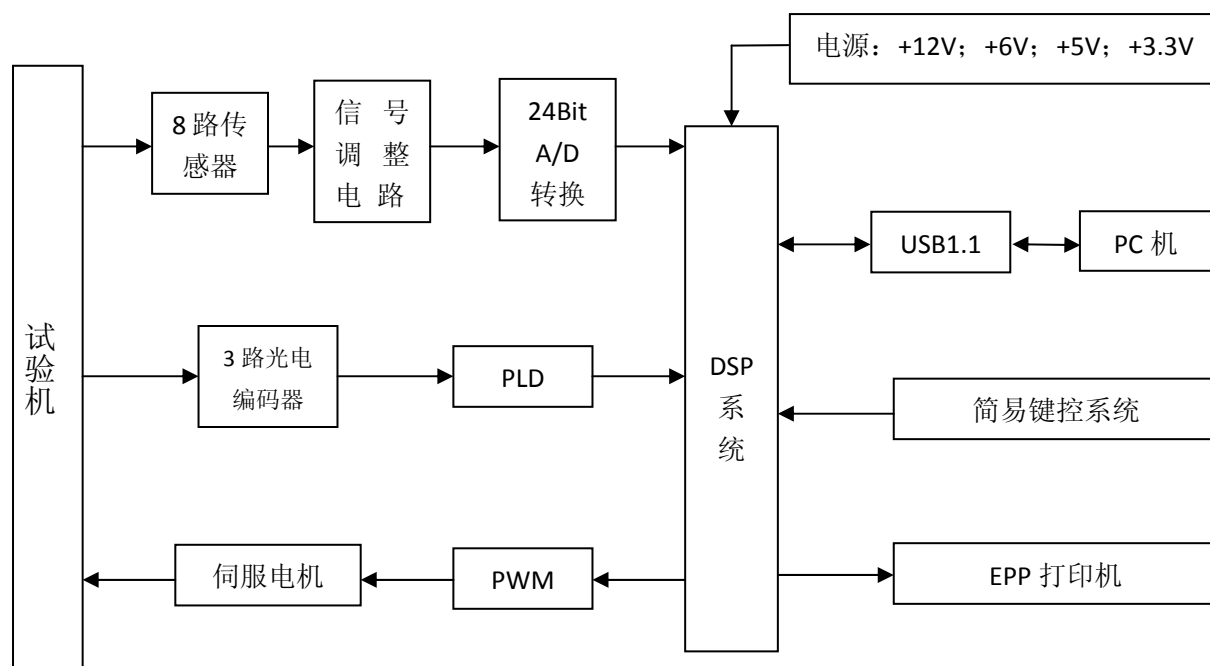 电源：+12V；+6V；+5V；+3.3V
8 路传
感器
信 号
调 整
电 路
24Bit
A/D
转换
USB1.1
PC 机
试
验
机
3 路光电
编码器
PLD
DSP
系
统
简易键控系统
伺服电机
PWM
EPP 打印机